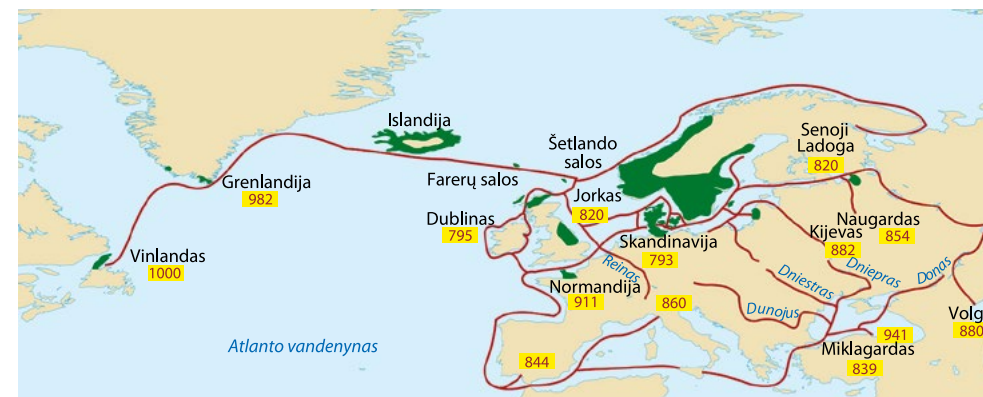 Islandija
Šetlando
salos
Senoji
Ladoga
820
Grenlandija
982
Farerų salos
Jorkas
820
Dublinas
795
Naugardas
854
Kijevas
882
Skandinavija
793
Vinlandas
1000
Reinas
Dniepras
Donas
Dniestras
Normandija
911
860
Dunojus
Volg
880
Atlanto vandenynas
941
Miklagardas
839
844